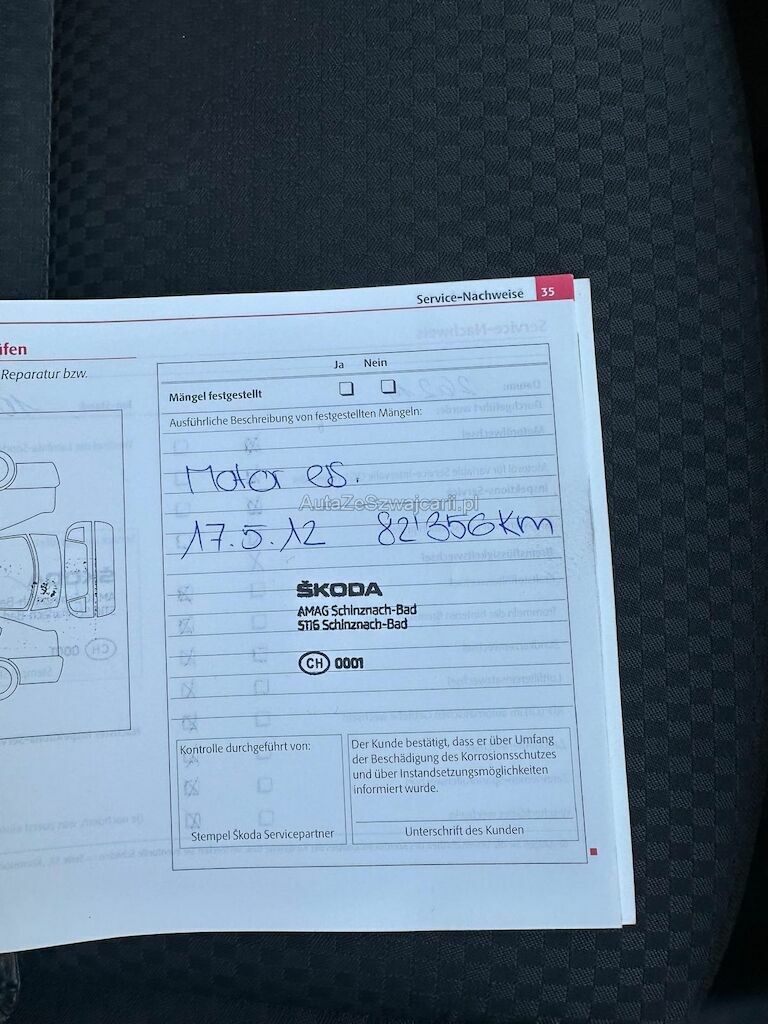 Service-Nachweise 35
ifen
Reparatur bzw.
Ja Nein
Mängel festgestellt
Ausführliche Beschreibung von festgestellten Mängeln:
Motor es.
AutaZeSzwajcarii.pl
17.5.12 82'356Km
ŠKODA
AMAG Schinznach-Bad
5116 Schinznach-Bad
CH 0001
Kontrolle durchgeführt von:
Stempel Škoda Servicepartner
Der Kunde bestätigt, dass er über Umfang
der Beschädigung des Korrosionsschutzes
und über Instandsetzungsmöglichkeiten
informiert wurde.
Unterschrift des Kunden